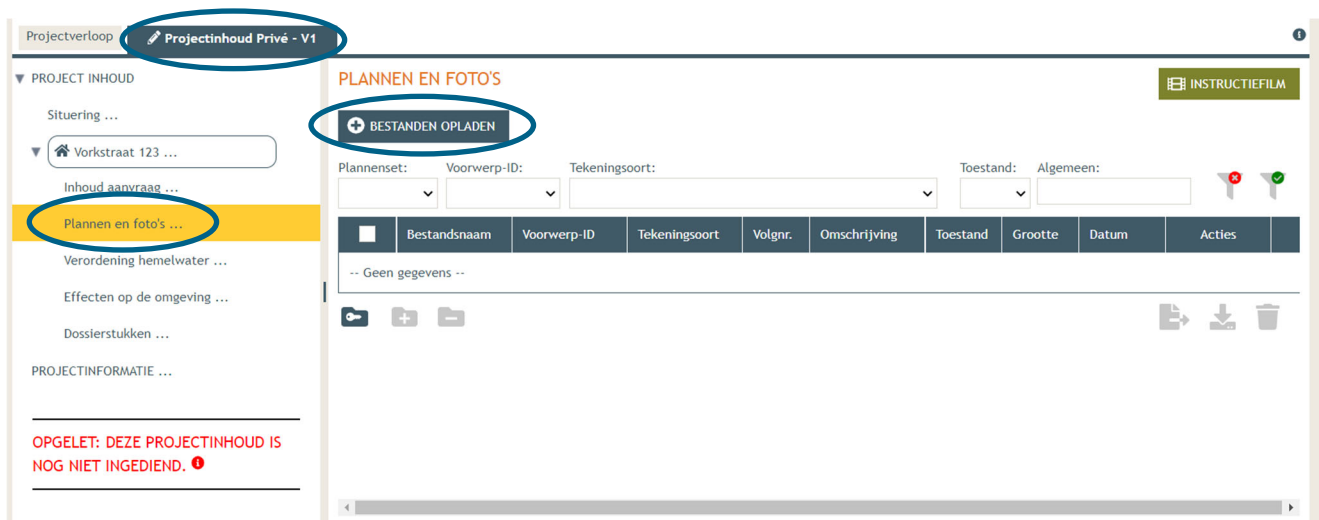 Projectverloop
Projectinhoud Privé - V1
PROJECT INHOUD
Situering ...
Vorkstraat 123 ...
Inhoud aanvraag ...
Plannen en foto's ...
Verordening hemelwater ...
Effecten op de omgeving ...
Dossierstukken ...
PROJECTINFORMATIE ...
OPGELET: DEZE PROJECTINHOUD IS
NOG NIET INGEDIEND.
PLANNEN EN FOTO'S
INSTRUCTIEFILM
BESTANDEN OPLADEN
Plannenset: Voorwerp-ID: Tekeningsoort: Toestand: Algemeen:
Bestandsnaam Voorwerp-ID Tekeningsoort Volgnr. Omschrijving Toestand Grootte Datum Acties
-- Geen gegevens --